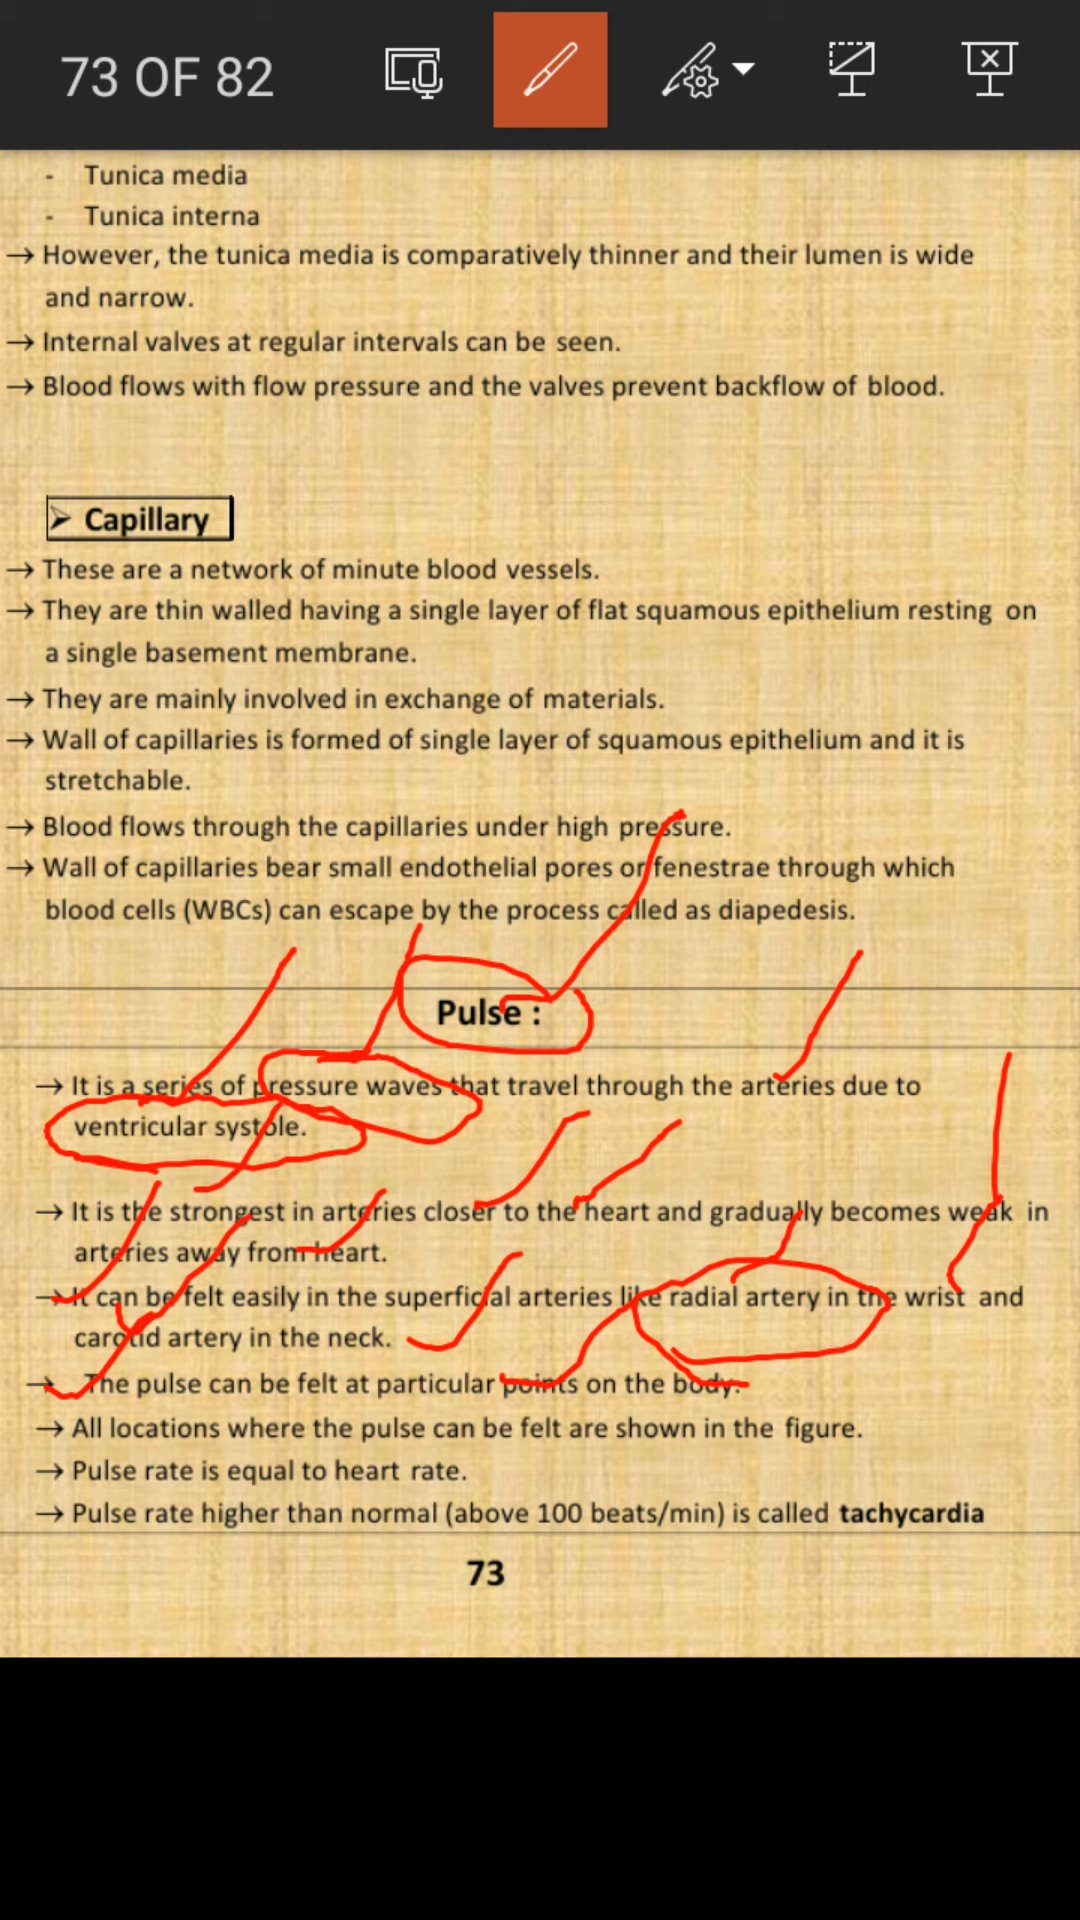 73 OF 82
- Tunica media
- Tunica interna
→ However, the tunica media is comparatively thinner and their lumen is wide
and narrow.
→ Internal valves at regular intervals can be seen.
→ Blood flows with flow pressure and the valves prevent backflow of blood.
➢ Capillary
→ These are a network of minute blood vessels.
→ They are thin walled having a single layer of flat squamous epithelium resting on
a single basement membrane.
→ They are mainly involved in exchange of materials.
→ Wall of capillaries is formed of single layer of squamous epithelium and it is
stretchable.
→ Blood flows through the capillaries under high pressure.
→ Wall of capillaries bear small endothelial pores or fenestrae through which
blood cells (WBCs) can escape by the process called as diapedesis.
Pulse :
→ It is a series of pressure waves that travel through the arteries due to
ventricular systole.
→ It is the strongest in arteries closer to the heart and gradually becomes weak in
arteries away from heart.
→ It can be felt easily in the superficial arteries like radial artery in the wrist and
carotid artery in the neck.
→ The pulse can be felt at particular points on the body.
→ All locations where the pulse can be felt are shown in the figure.
→ Pulse rate is equal to heart rate.
→ Pulse rate higher than normal (above 100 beats/min) is called tachycardia
73